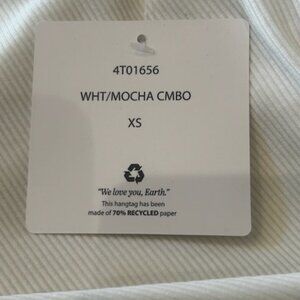 4T01656
WHT/MOCHA CMBO
XS
"We love you, Earth."
This hangtag has been
made of 70% RECYCLED paper